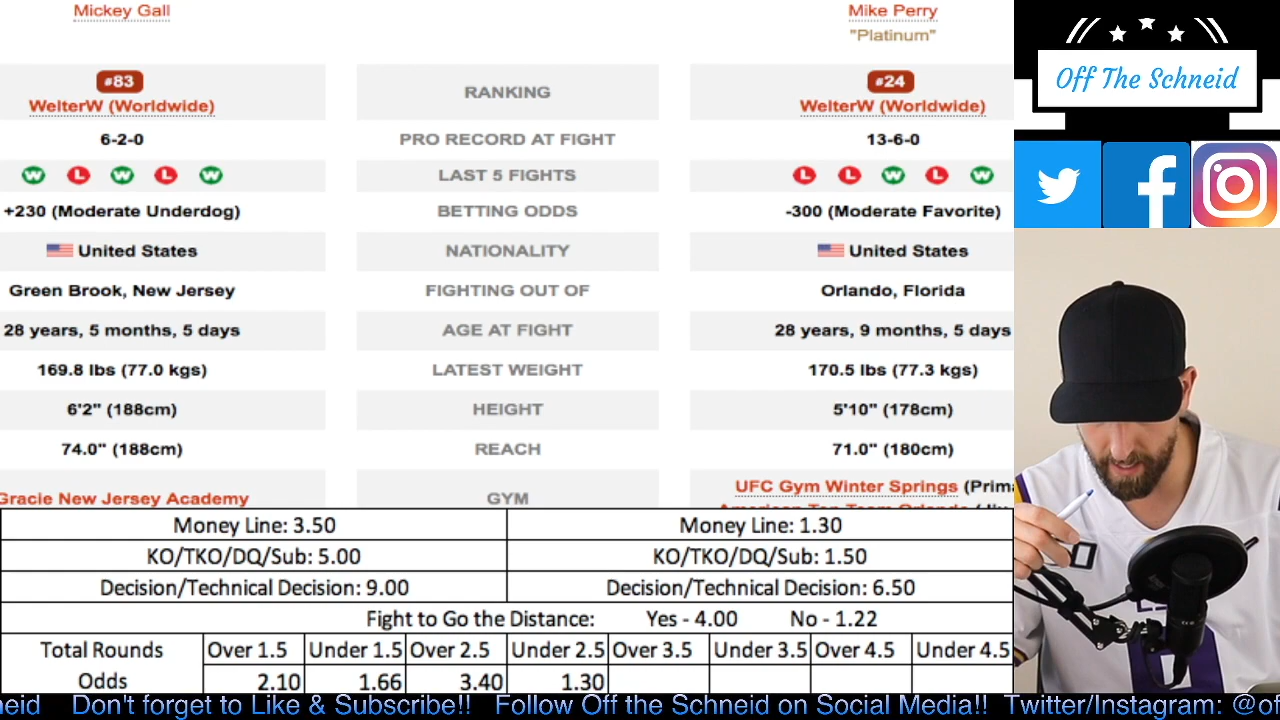 Mickey Gall
Mike Perry
"Platinum"
#83
RANKING
#24
WelterW (Worldwide)
WelterW (Worldwide)
6-2-0
PRO RECORD AT FIGHT
13-6-0
W L W L W
LAST 5 FIGHTS
L L W L W
+230 (Moderate Underdog)
BETTING ODDS
-300 (Moderate Favorite)
United States
NATIONALITY
United States
Green Brook, New Jersey
FIGHTING OUT OF
Orlando, Florida
28 years, 5 months, 5 days
AGE AT FIGHT
28 years, 9 months, 5 days
169.8 lbs (77.0 kgs)
LATEST WEIGHT
170.5 lbs (77.3 kgs)
6'2" (188cm)
HEIGHT
5'10" (178cm)
74.0" (188cm)
REACH
71.0" (180cm)
Gracie New Jersey Academy
GYM
UFC Gym Winter Springs (Prim
Money Line: 3.50
Money Line: 1.30
KO/TKO/DQ/Sub: 5.00
KO/TKO/DQ/Sub: 1.50
Decision/Technical Decision: 9.00
Decision/Technical Decision: 6.50
Fight to Go the Distance: Yes - 4.00 No - 1.22
Total Rounds Over 1.5 Under 1.5 Over 2.5 Under 2.5 Over 3.5 Under 3.5 Over 4.5 Under 4.5
Odds 2.10 1.66 3.40 1.30
neid Don't forget to Like & Subscribe!! Follow Off the Schneid on Social Media!! Twitter/Instagram: @of
Off The Schneid